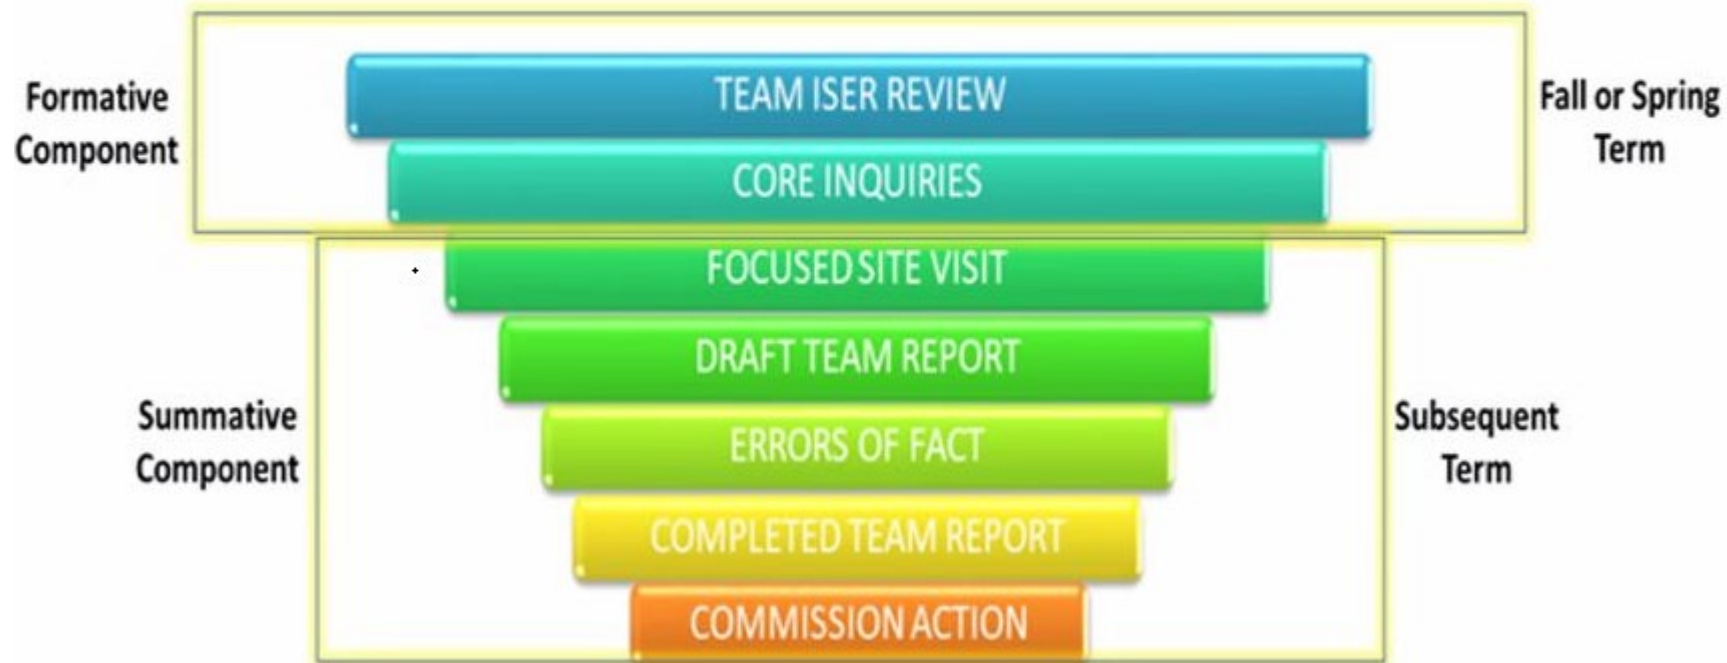 Formative
Component
TEAM ISER REVIEW
Fall or Spring
Term
CORE INQUIRIES
FOCUSED SITE VISIT
DRAFT TEAM REPORT
Summative
Component
ERRORS OF FACT
Subsequent
Term
COMPLETED TEAM REPORT
COMMISSION ACTION